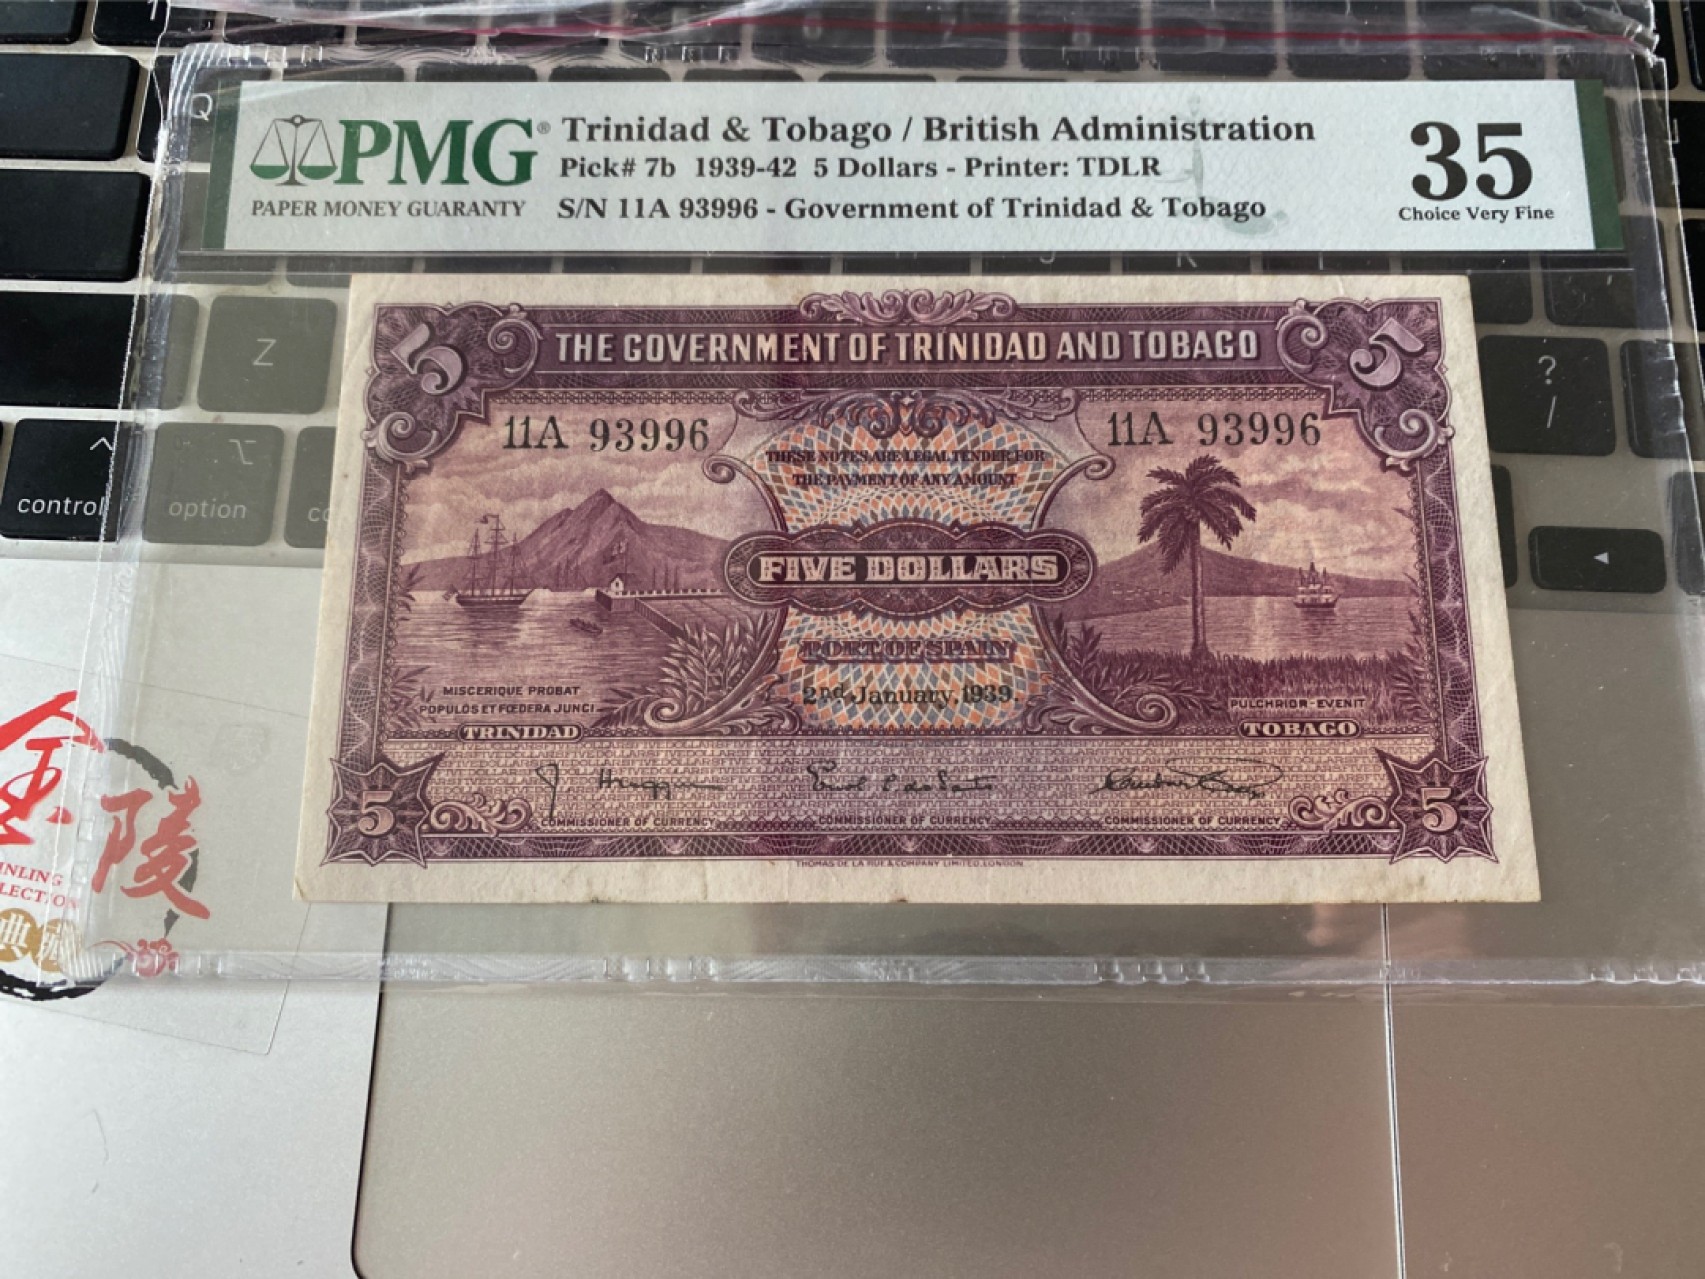 Q
PMG®
PAPER MONEY GUARANTY
Trinidad & Tobago / British Administration
Pick# 7b 1939-42 5 Dollars - Printer: TDLR
S/N 11A 93996 - Government of Trinidad & Tobago
35
Choice Very Fine
5
THE GOVERNMENT OF TRINIDAD AND TOBAGO
5
11A 93996
11A 93996
THESE NOTES ARE LEGAL TENDER FOR
THE PAYMENT OF ANY AMOUNT
FIVE DOLLARS
PORT OF SPAIN
2nd January, 1939
MISCERIQUE PROBAT
POPULOS ET FŒDERA JUNCI
TRINIDAD
PULCHRIOR-EVENIT
TOBAGO
5
COMMISSIONER OF CURRENCY
COMMISSIONER OF CURRENCY
COMMISSIONER OF CURRENCY
5
THOMAS DE LA RUE & COMPANY LIMITED, LONDON
Z
?
/
control
option
金
陵
INLING
LECTION